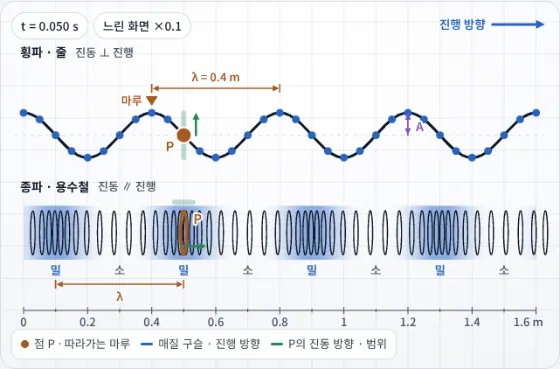 t = 0.050 s 느린 화면 ×0.1 진행 방향
횡파 · 줄 진동 ⊥ 진행
λ = 0.4 m
마루
P
A
종파 · 용수철 진동 ∥ 진행
P
밀 소 밀 소 밀 소 밀 소
λ
0 0.2 0.4 0.6 0.8 1 1.2 1.4 1.6 m
점 P · 따라가는 마루 매질 구슬 · 진행 방향 P의 진동 방향 · 범위